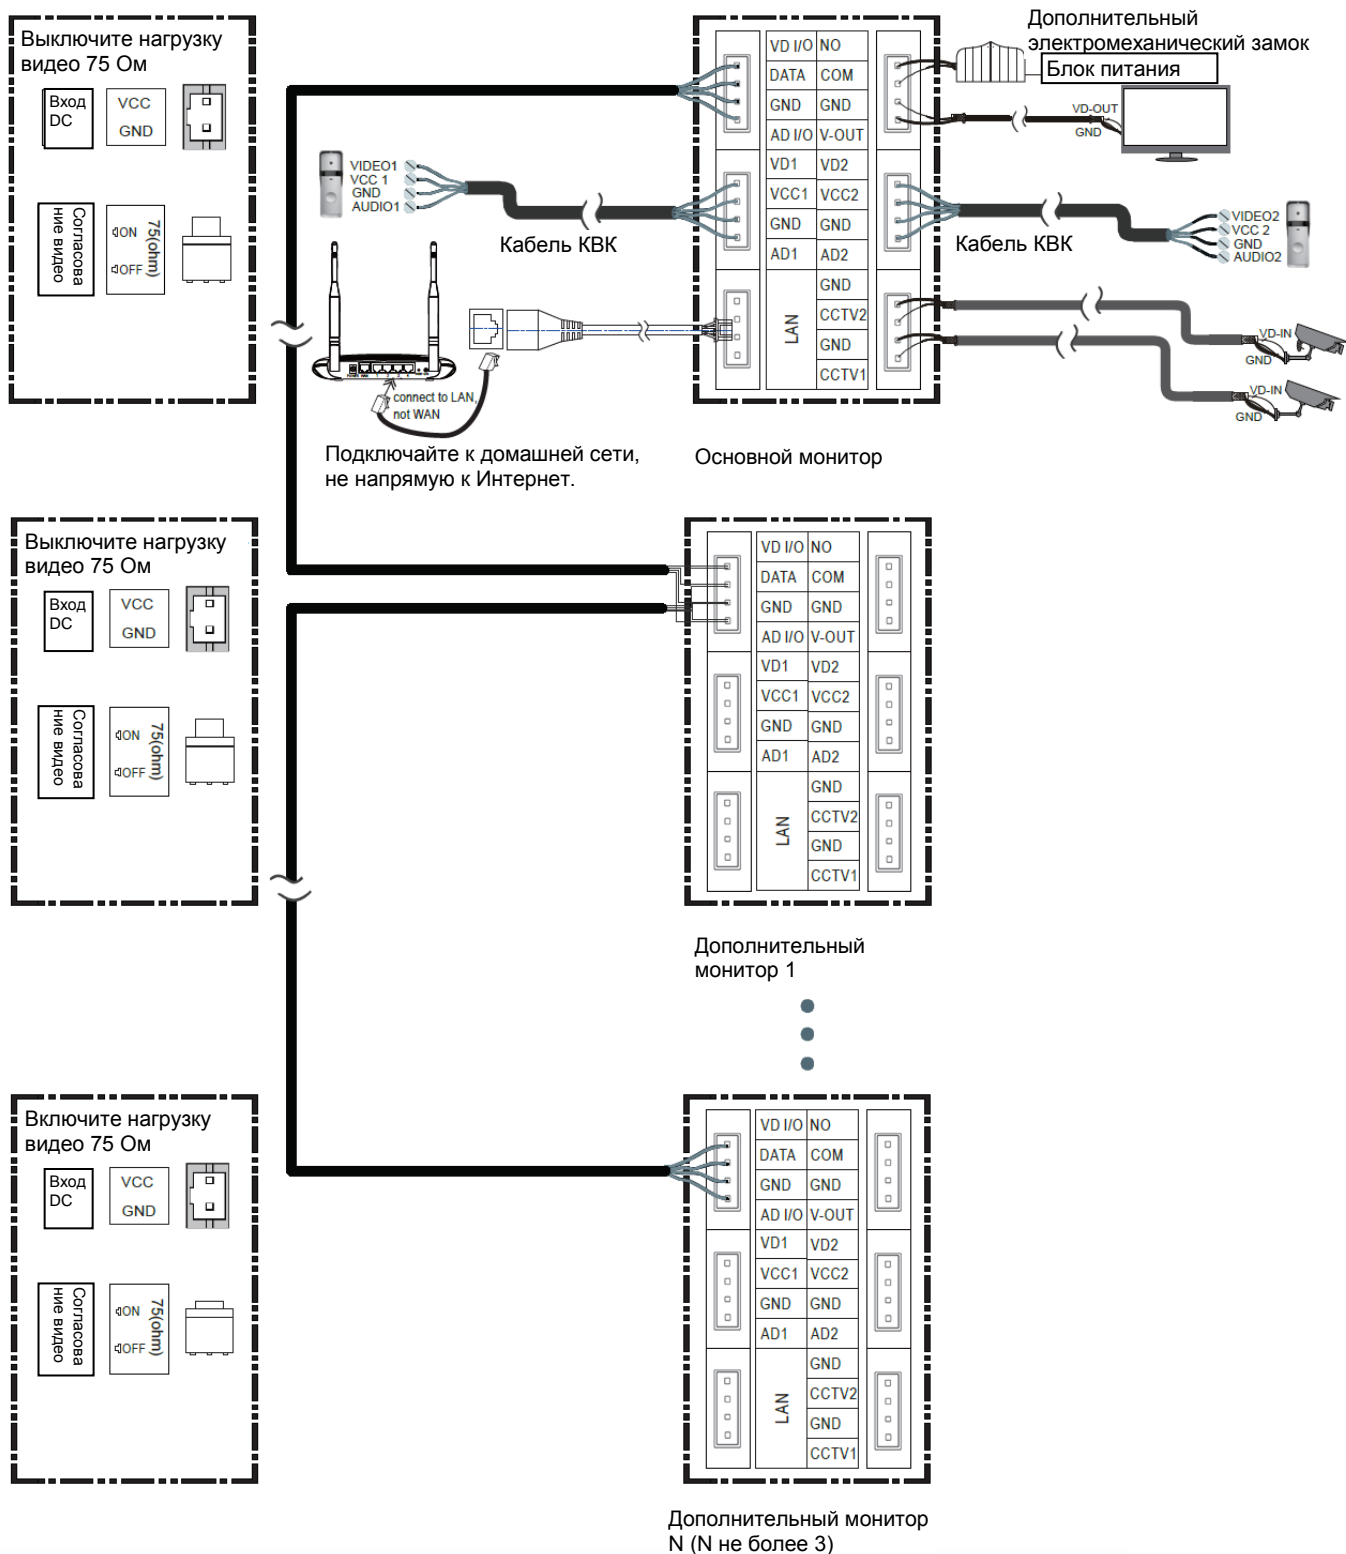 Выключите нагрузку
видео 75 Ом
Вход
DC
VCC
GND
Согласова
ние видео
ON
OFF
75(ohm)
VIDEO1
VCC 1
GND
AUDIO1
Кабель КВК
connect to LAN,
not WAN
Подключайте к домашней сети,
не напрямую к Интернет.
VD I/O NO
DATA COM
GND GND
AD I/O V-OUT
VD1 VD2
VCC1 VCC2
GND GND
AD1 AD2
GND
CCTV2
LAN
GND
CCTV1
Основной монитор
Дополнительный
электромеханический замок
Блок питания
VD-OUT
GND
Кабель КВК
VIDEO2
VCC 2
GND
AUDIO2
VD-IN
GND
VD-IN
GND
Выключите нагрузку
видео 75 Ом
Вход
DC
VCC
GND
Согласова
ние видео
ON
OFF
75(ohm)
VD I/O NO
DATA COM
GND GND
AD I/O V-OUT
VD1 VD2
VCC1 VCC2
GND GND
AD1 AD2
GND
CCTV2
LAN
GND
CCTV1
Дополнительный
монитор 1
Включите нагрузку
видео 75 Ом
Вход
DC
VCC
GND
Согласова
ние видео
ON
OFF
75(ohm)
VD I/O NO
DATA COM
GND GND
AD I/O V-OUT
VD1 VD2
VCC1 VCC2
GND GND
AD1 AD2
GND
CCTV2
LAN
GND
CCTV1
Дополнительный монитор
N (N не более 3)